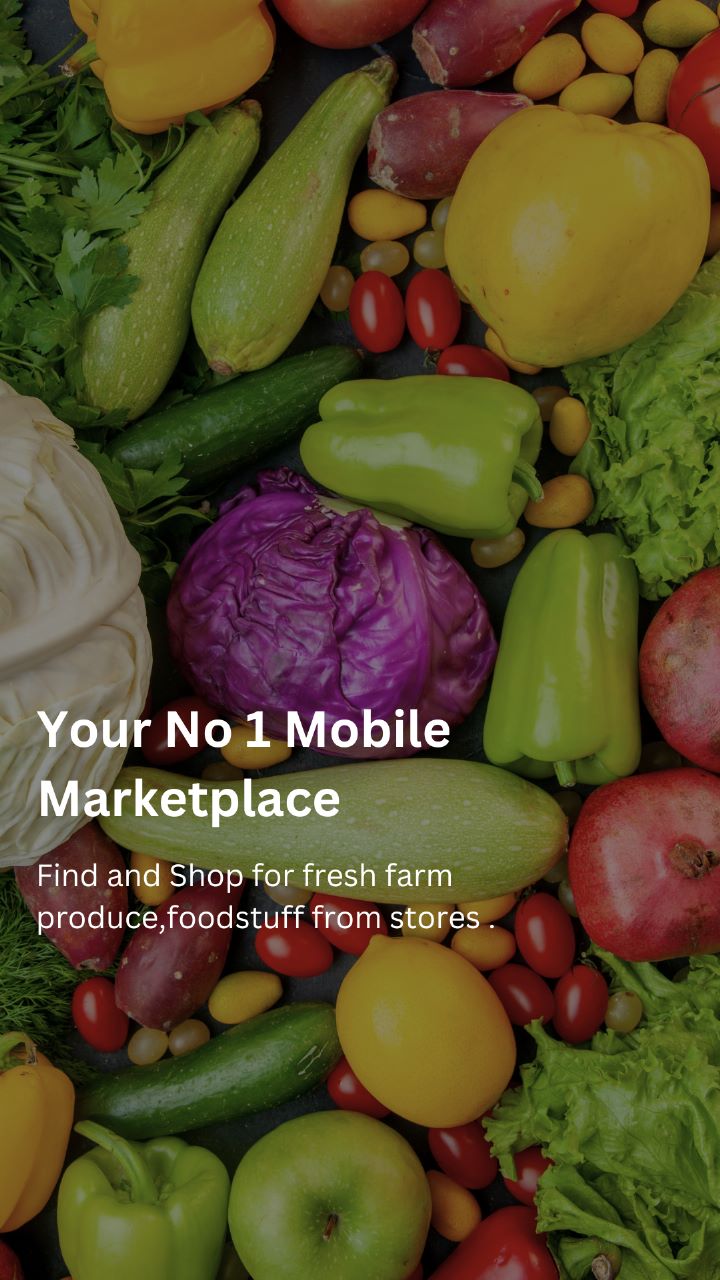 Your No 1 Mobile
Marketplace
Find and Shop for fresh farm
produce,foodstuff from stores .